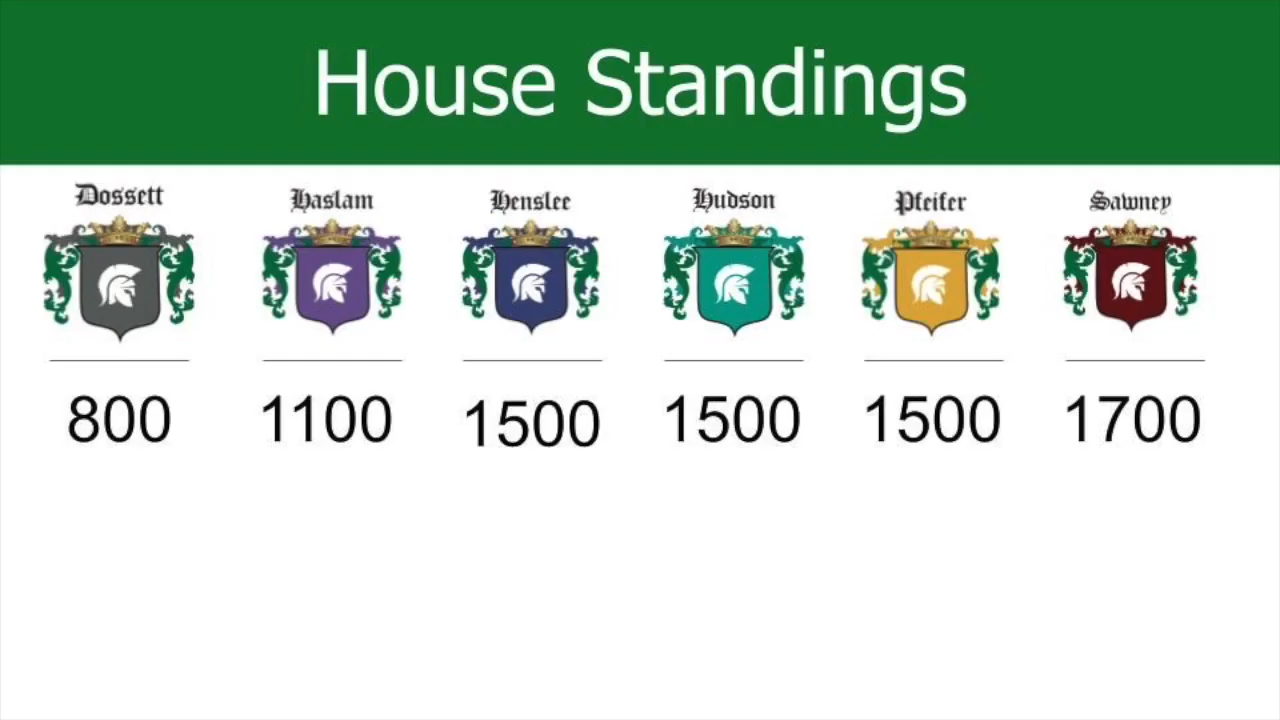 House Standings
Dossett Haslam Henslee Hudson Pfeifer Sawney
800 1100 1500 1500 1500 1700